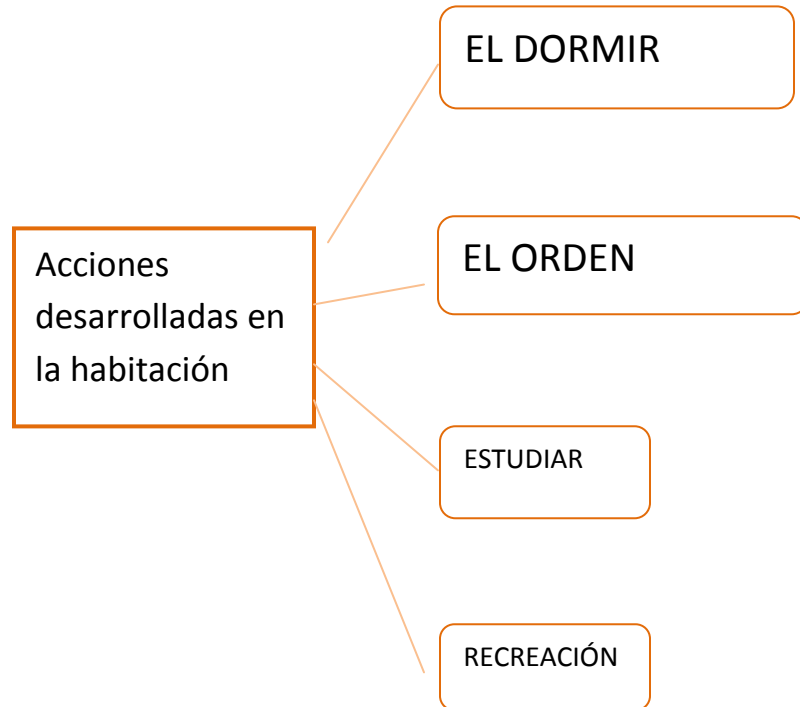 EL DORMIR
EL ORDEN
Acciones
desarrolladas en
la habitación
ESTUDIAR
RECREACIÓN